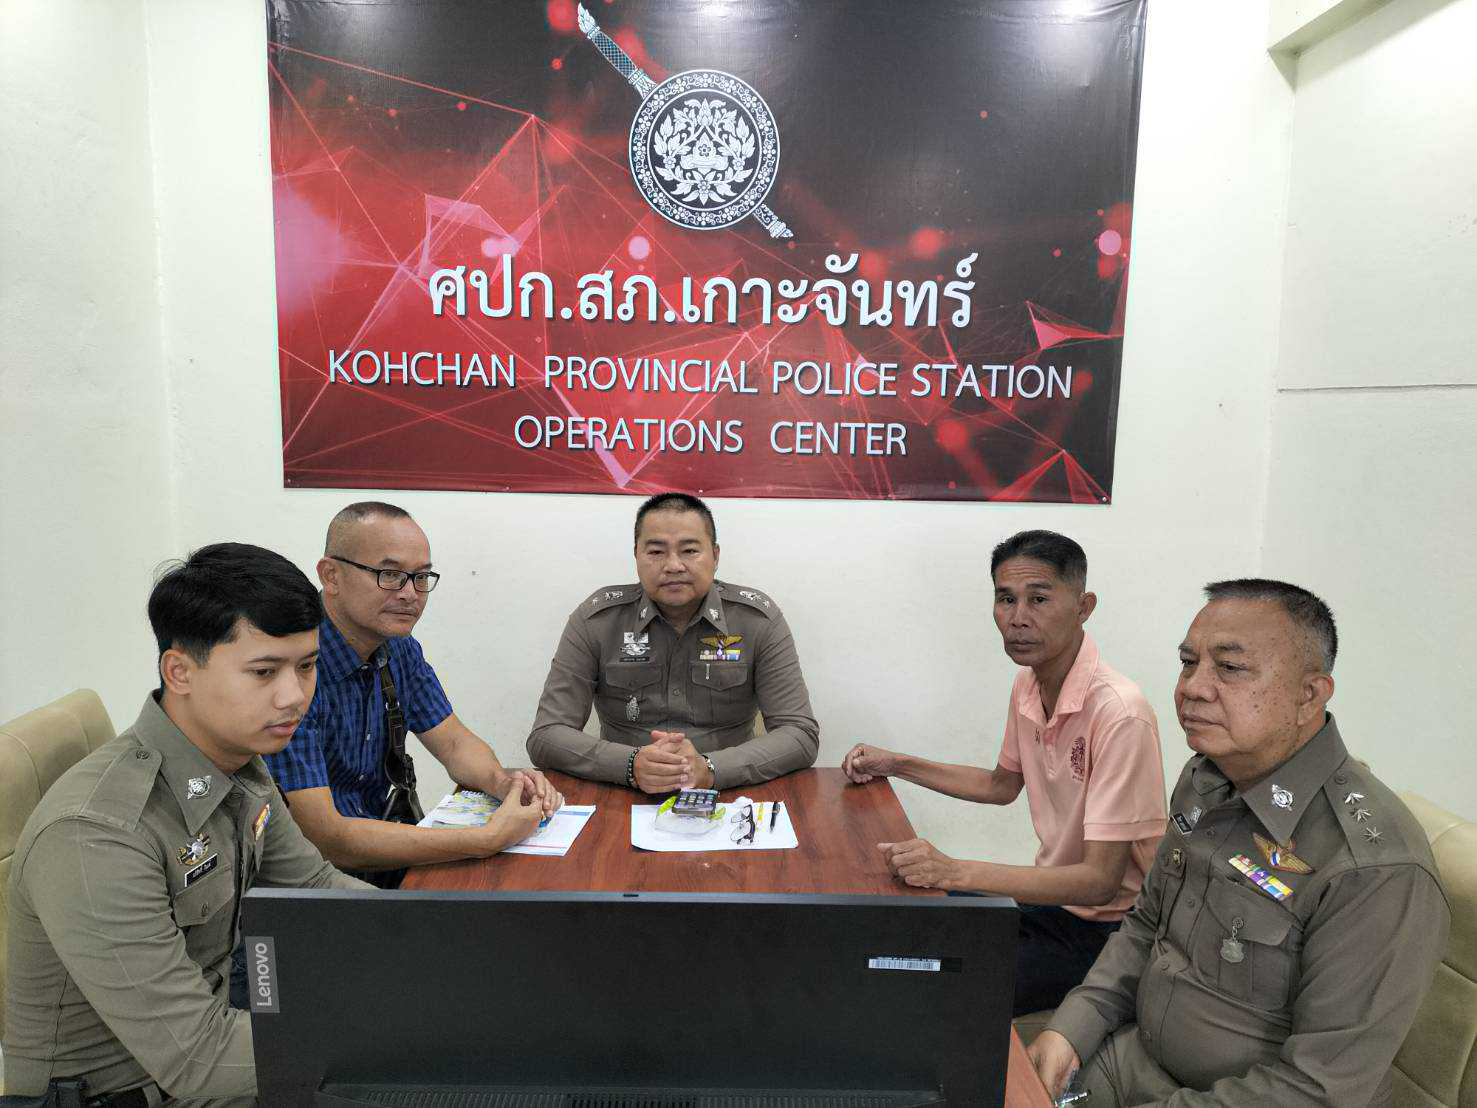 ศปก.สภ.เกาะจันทร์
KOHCHAN PROVINCIAL POLICE STATION
OPERATIONS CENTER
Lenovo